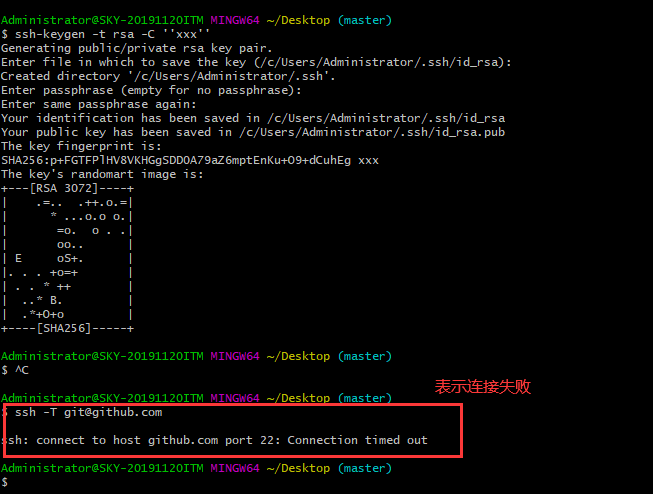 Administrator@SKY-20191120ITM MINGW64 ~/Desktop (master)
$ ssh-keygen -t rsa -C ''xxx''
Generating public/private rsa key pair.
Enter file in which to save the key (/c/Users/Administrator/.ssh/id_rsa):
Created directory '/c/Users/Administrator/.ssh'.
Enter passphrase (empty for no passphrase):
Enter same passphrase again:
Your identification has been saved in /c/Users/Administrator/.ssh/id_rsa
Your public key has been saved in /c/Users/Administrator/.ssh/id_rsa.pub
The key fingerprint is:
SHA256:p+FGTFPlHV8VKHGgSDDOA79aZ6mptEnKu+O9+dCuhEg xxx
The key's randomart image is:
+---[RSA 3072]----+
|    .=..  .++.o.=|
|      * ...o.o o.|
|       =o.  o . .|
|       oo..      |
| E     oS+.      |
|. . . +o=+       |
| . . * ++        |
|  ..* B.         |
|  .*+O+o         |
+----[SHA256]-----+
Administrator@SKY-20191120ITM MINGW64 ~/Desktop (master)
$ ^C
表示连接失败
Administrator@SKY-20191120ITM MINGW64 ~/Desktop (master)
$ ssh -T git@github.com
ssh: connect to host github.com port 22: Connection timed out
Administrator@SKY-20191120ITM MINGW64 ~/Desktop (master)
$